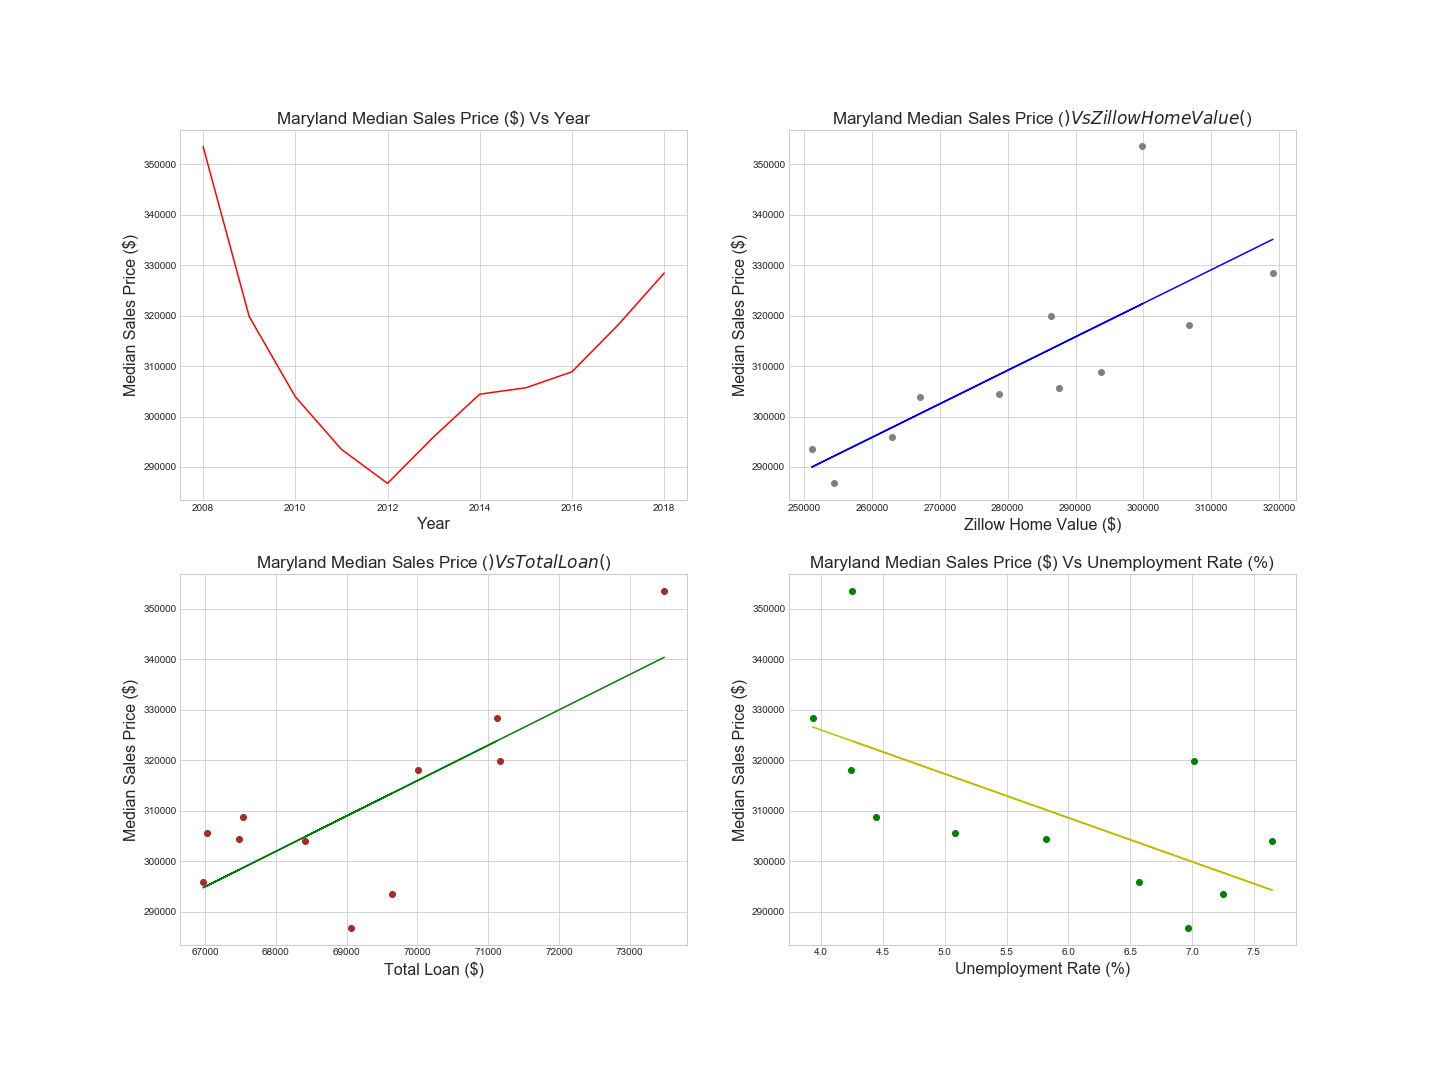 Maryland Median Sales Price ($) Vs Year
350000
340000
330000
320000
310000
300000
290000
Median Sales Price ($)
2008 2010 2012 2014 2016 2018
Year
Maryland Median Sales Price ()VsZillowHomeValue()
350000
340000
330000
320000
310000
300000
290000
Median Sales Price ($)
250000 260000 270000 280000 290000 300000 310000 320000
Zillow Home Value ($)
Maryland Median Sales Price ()VsTotalLoan()
350000
340000
330000
320000
310000
300000
290000
Median Sales Price ($)
67000 68000 69000 70000 71000 72000 73000
Total Loan ($)
Maryland Median Sales Price ($) Vs Unemployment Rate (%)
350000
340000
330000
320000
310000
300000
290000
Median Sales Price ($)
4.0 4.5 5.0 5.5 6.0 6.5 7.0 7.5
Unemployment Rate (%)